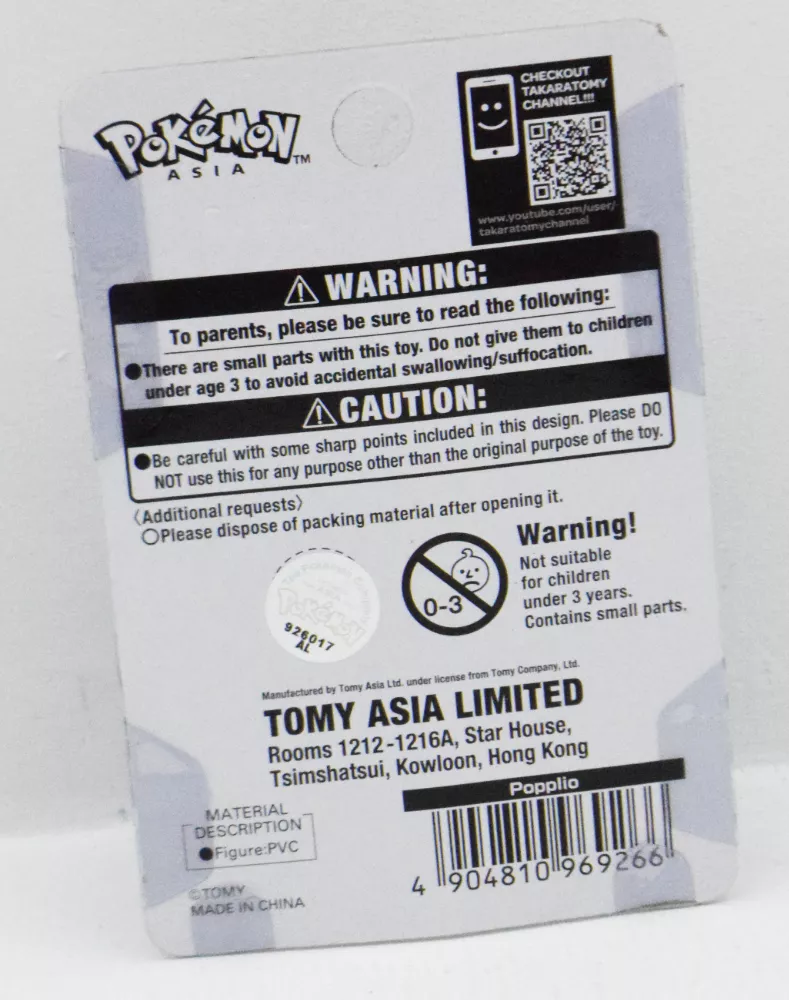 POKéMON™
ASIA
CHECKOUT
TAKARATOMY
CHANNEL!!!
www.youtube.com/user/
takaratomychannel
WARNING:
To parents, please be sure to read the following:
●There are small parts with this toy. Do not give them to children
under age 3 to avoid accidental swallowing/suffocation.
CAUTION:
●Be careful with some sharp points included in this design. Please DO
NOT use this for any purpose other than the original purpose of the toy.
〈Additional requests〉
○Please dispose of packing material after opening it.
Pokémon
926017
AL
0-3
Warning!
Not suitable
for children
under 3 years.
Contains small parts.
Manufactured by Tomy Asia Ltd. under license from Tomy Company, Ltd.
TOMY ASIA LIMITED
Rooms 1212-1216A, Star House,
Tsimshatsui, Kowloon, Hong Kong
Popplio
4 904810 969266
MATERIAL
DESCRIPTION
●Figure:PVC
©TOMY
MADE IN CHINA